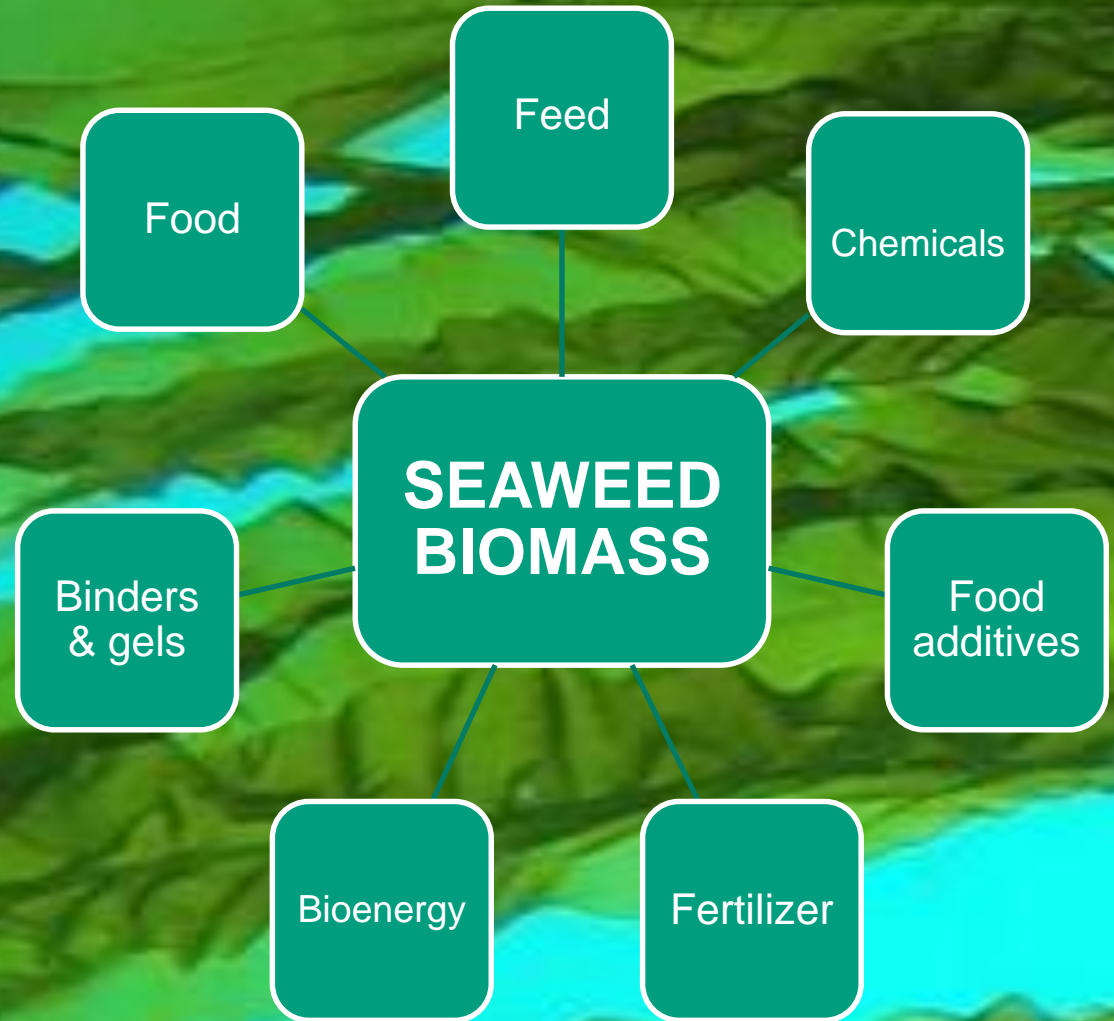 Feed
Food
Chemicals
SEAWEED
BIOMASS
Binders
& gels
Food
additives
Bioenergy
Fertilizer